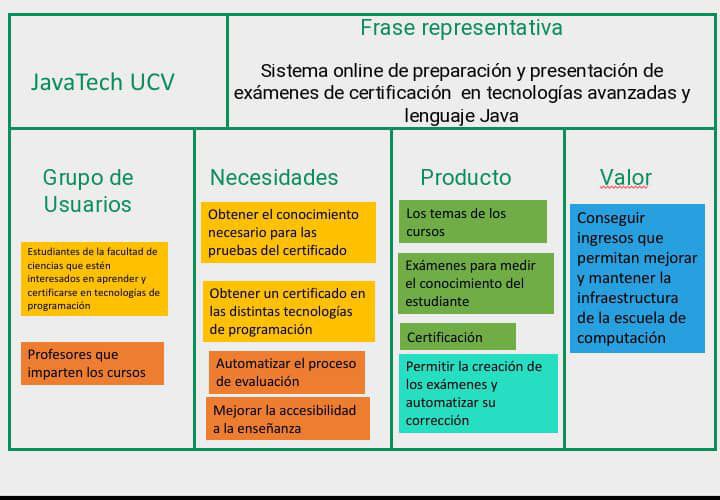 Frase representativa
JavaTech UCV
Sistema online de preparación y presentación de
exámenes de certificación en tecnologías avanzadas y
lenguaje Java
Grupo de
Usuarios
Estudiantes de la facultad de
ciencias que estén
interesados en aprender y
certificarse en tecnologías de
programación
Profesores que
imparten los cursos
Necesidades
Obtener el conocimiento
necesario para las
pruebas del certificado
Obtener un certificado en
las distintas tecnologías
de programación
Automatizar el proceso
de evaluación
Mejorar la accesibilidad
a la enseñanza
Producto
Los temas de los
cursos
Exámenes para medir
el conocimiento del
estudiante
Certificación
Permitir la creación de
los exámenes y
automatizar su
corrección
Valor
Conseguir
ingresos que
permitan mejorar
y mantener la
infraestructura
de la escuela de
computación